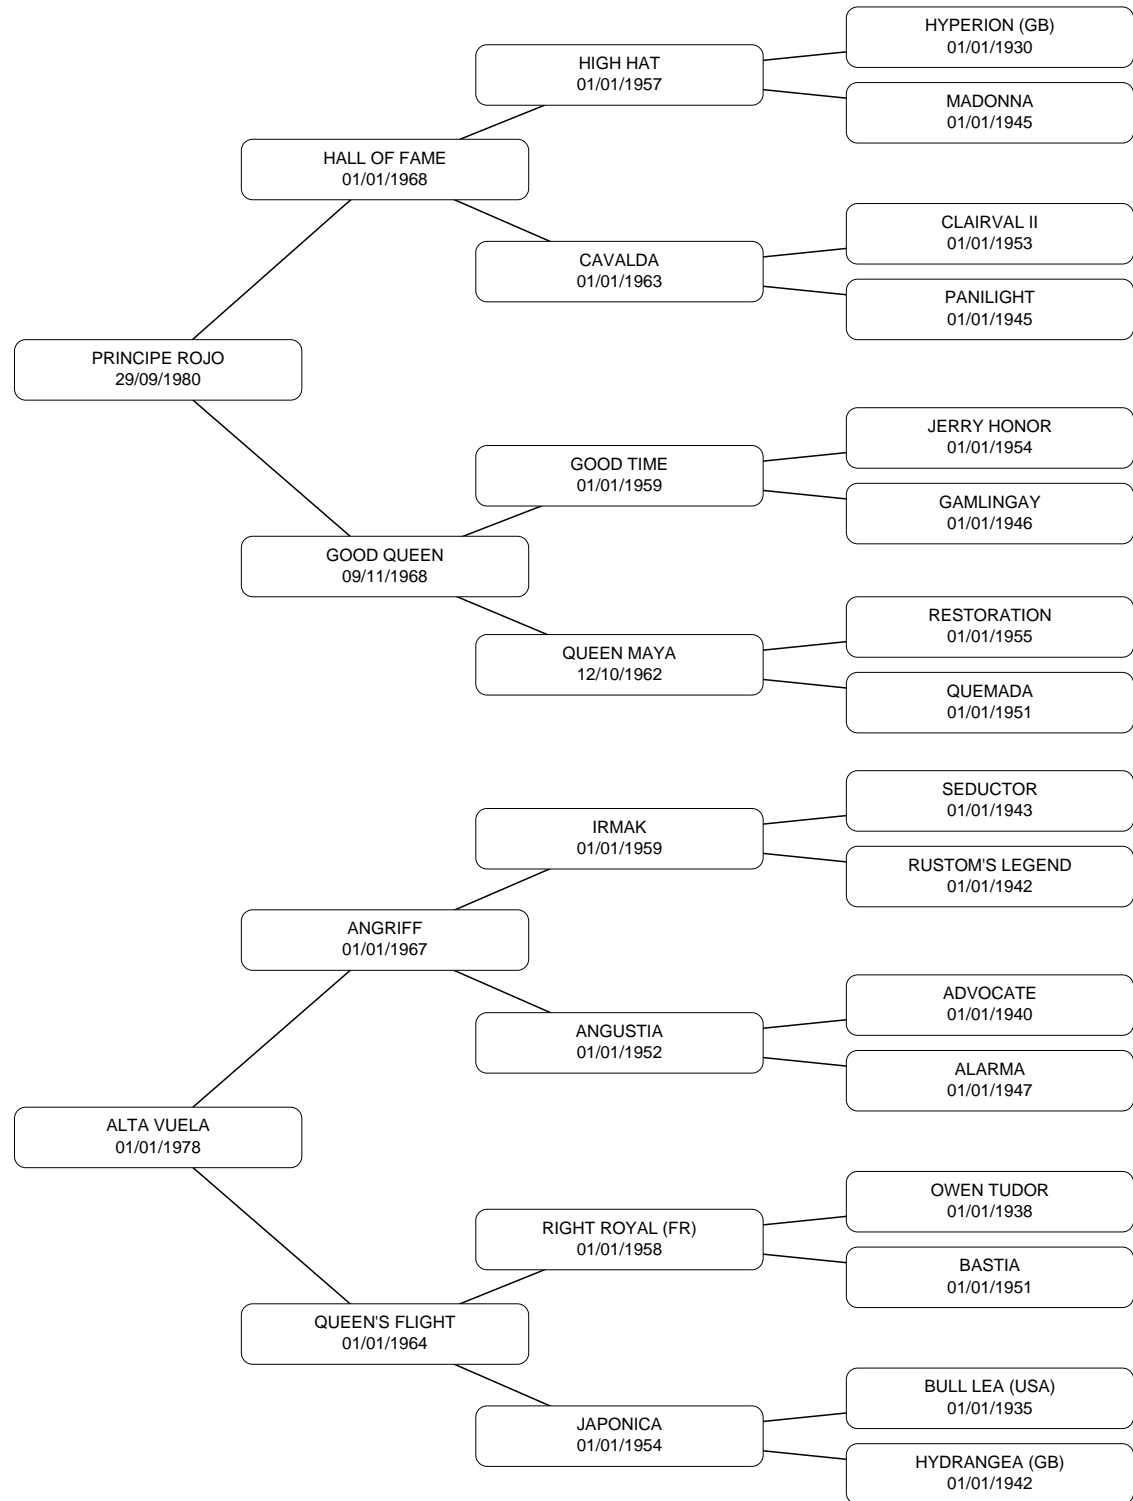 HYPERION (GB)
01/01/1930
HIGH HAT
01/01/1957
MADONNA
01/01/1945
HALL OF FAME
01/01/1968
CLAIRVAL II
01/01/1953
CAVALDA
01/01/1963
PANILIGHT
01/01/1945
PRINCIPE ROJO
29/09/1980
JERRY HONOR
01/01/1954
GOOD TIME
01/01/1959
GAMLINGAY
01/01/1946
GOOD QUEEN
09/11/1968
RESTORATION
01/01/1955
QUEEN MAYA
12/10/1962
QUEMADA
01/01/1951
SEDUCTOR
01/01/1943
IRMAK
01/01/1959
RUSTOM'S LEGEND
01/01/1942
ANGRIFF
01/01/1967
ADVOCATE
01/01/1940
ANGUSTIA
01/01/1952
ALARMA
01/01/1947
ALTA VUELA
01/01/1978
OWEN TUDOR
01/01/1938
RIGHT ROYAL (FR)
01/01/1958
BASTIA
01/01/1951
QUEEN'S FLIGHT
01/01/1964
BULL LEA (USA)
01/01/1935
JAPONICA
01/01/1954
HYDRANGEA (GB)
01/01/1942